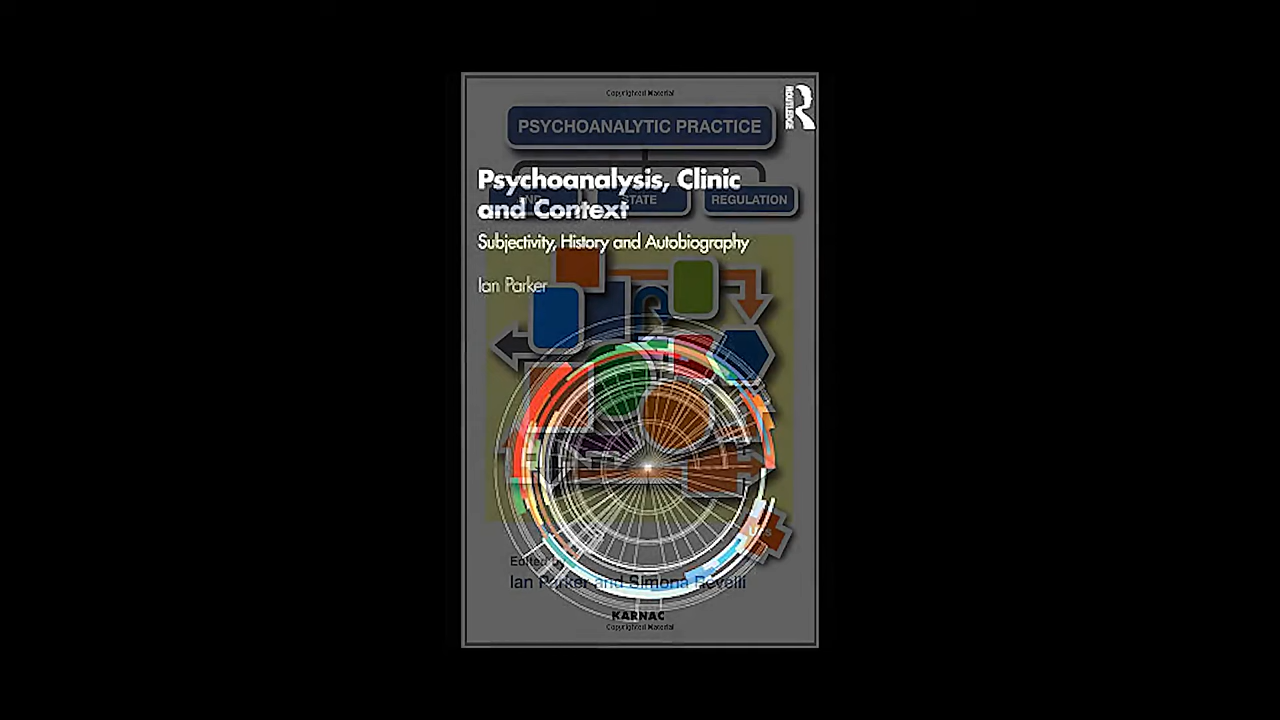 Copyrighted Material
ROUTLEDGE
PSYCHOANALYTIC PRACTICE
Psychoanalysis, Clinic
and Context
STATE
REGULATION
Subjectivity, History and Autobiography
Ian Parker
Edited by
Ian Parker and Simona Revelli
KARNAC
Copyrighted Material